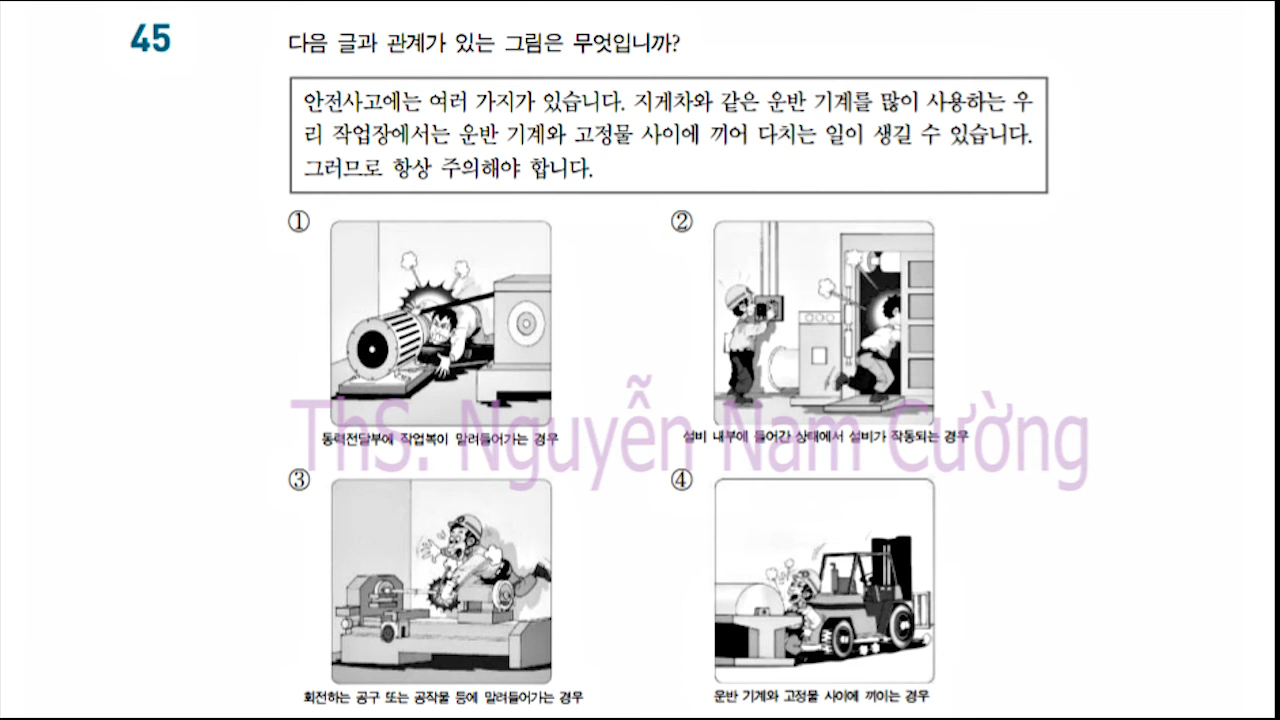 45
다음 글과 관계가 있는 그림은 무엇입니까?
안전사고에는 여러 가지가 있습니다. 지게차와 같은 운반 기계를 많이 사용하는 우
리 작업장에서는 운반 기계와 고정물 사이에 끼어 다치는 일이 생길 수 있습니다.
그러므로 항상 주의해야 합니다.
①
②
동력전달부에 작업복이 말려들어가는 경우
설비 내부에 들어간 상태에서 설비가 작동되는 경우
ThS. Nguyễn Nam Cường
③
④
회전하는 공구 또는 공작물 등에 말려들어가는 경우
운반 기계와 고정물 사이에 끼이는 경우